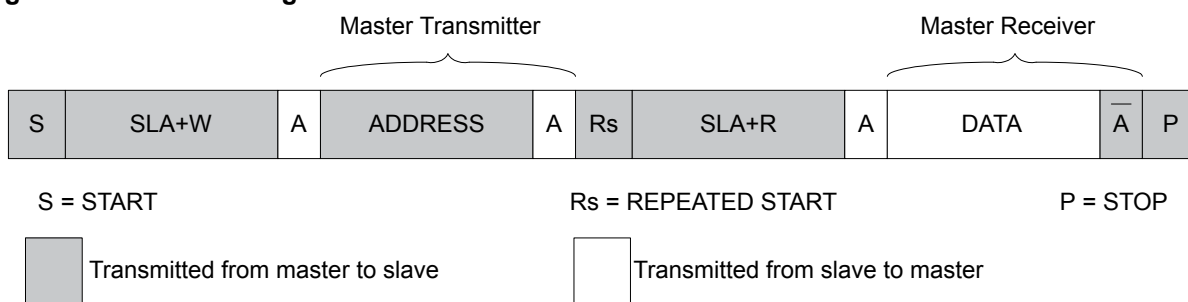 Master Transmitter Master Receiver
S SLA+W A ADDRESS A Rs SLA+R A DATA A̅ P
S = START Rs = REPEATED START P = STOP
Transmitted from master to slave Transmitted from slave to master